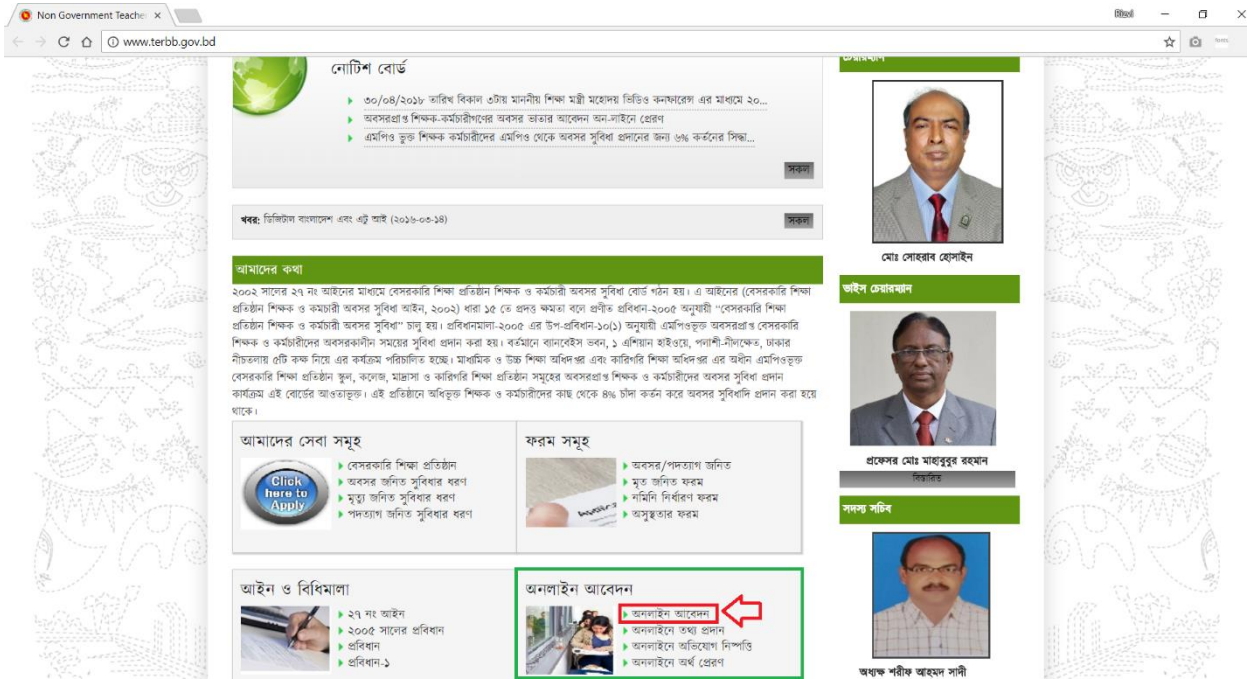 Non Government Teache
Rizvi
www.terbb.gov.bd
নোটিশ বোর্ড
৩০/০৪/২০১৮ তারিখ বিকাল ৩টায় মাননীয় শিক্ষা মন্ত্রী মহোদয় ভিডিও কনফারেন্স এর মাধ্যমে ২০...
অবসরপ্রাপ্ত শিক্ষক-কর্মচারীগণের অবসর ভাতার আবেদন অন-লাইনে প্রেরণ
এমপিও ভুক্ত শিক্ষক কর্মচারীদের এমপিও থেকে অবসর সুবিধা প্রদানের জন্য ৬% কর্তনের সিদ্ধা...
সকল
খবর: ডিজিটাল বাংলাদেশ এবং এটু আই (২০১৬-০৩-১৪)
সকল
আমাদের কথা
২০০২ সালের ২৭ নং আইনের মাধ্যমে বেসরকারি শিক্ষা প্রতিষ্ঠান শিক্ষক ও কর্মচারী অবসর সুবিধা বোর্ড গঠন হয়। এ আইনের (বেসরকারি শিক্ষা
প্রতিষ্ঠান শিক্ষক ও কমচারী অবসর সুবিধা আইন, ২০০২) ধারা ১৫ তে প্রদত্ত ক্ষমতা বলে প্রণীত প্রবিধান-২০০৫ অনুযায়ী “বেসরকারি শিক্ষা
প্রতিষ্ঠান শিক্ষক ও কর্মচারী অবসর সুবিধা” চালু হয়। প্রবিধানমালা-২০০৫ এর উপ-প্রবিধান-১০(১) অনুযায়ী এমপিওভূক্ত অবসরপ্রাপ্ত বেসরকারি
শিক্ষক ও কর্মচারীদের অবসরকালীন সময়ের সুবিধা প্রদান করা হয়। বর্তমানে ব্যানবেইস ভবন, ১ এশিয়ান হাইওয়ে, পলাশী-নীলক্ষেত, ঢাকার
নীচতলায় ৫টি কক্ষ নিয়ে এর কর্যক্রম পরিচালিত হচ্ছে। মাধ্যমিক ও উচ্চ শিক্ষা অধিদপ্তর এবং কারিগরি শিক্ষা অধিদপ্তর এর অধীন এমপিওভূক্ত
বেসরকারি শিক্ষা প্রতিষ্ঠান স্কুল, কলেজ, মাদ্রাসা ও কারিগরি শিক্ষা প্রতিষ্ঠান সমূহের অবসরপ্রাপ্ত শিক্ষক ও কর্মচারীদের অবসর সুবিধা প্রদান
কার্যক্রম এই বোর্ডের আওতাভূক্ত। এই প্রতিষ্ঠানে অধিভূক্ত শিক্ষক ও কর্মচারীদের কাছ থেকে ৪% চাঁদা কর্তন করে অবসর সুবিধাদি প্রদান করা হয়ে
থাকে।
আমাদের সেবা সমূহ
Click
here to
Apply
বেসরকারি শিক্ষা প্রতিষ্ঠান
অবসর জনিত সুবিধার ধরণ
মৃত্যু জনিত সুবিধার ধরণ
পদত্যাগ জনিত সুবিধার ধরণ
ফরম সমূহ
অবসর/পদত্যাগ জনিত
মৃত জনিত ফরম
নমিনি নির্ধারণ ফরম
অসুস্থতার ফরম
আইন ও বিধিমালা
২৭ নং আইন
২০০৫ সালের প্রবিধান
প্রবিধান
প্রবিধান-১
অনলাইন আবেদন
অনলাইন আবেদন
অনলাইনে তথ্য প্রদান
অনলাইনে অভিযোগ নিষ্পত্তি
অনলাইনে অর্থ প্রেরণ
চেয়ারম্যান
মোঃ সোহরাব হোসাইন
ভাইস চেয়ারম্যান
প্রফেসর মোঃ মাহাবুবুর রহমান
বিস্তারিত
সদস্য সচিব
অধ্যক্ষ শরীফ আহমদ সাদী